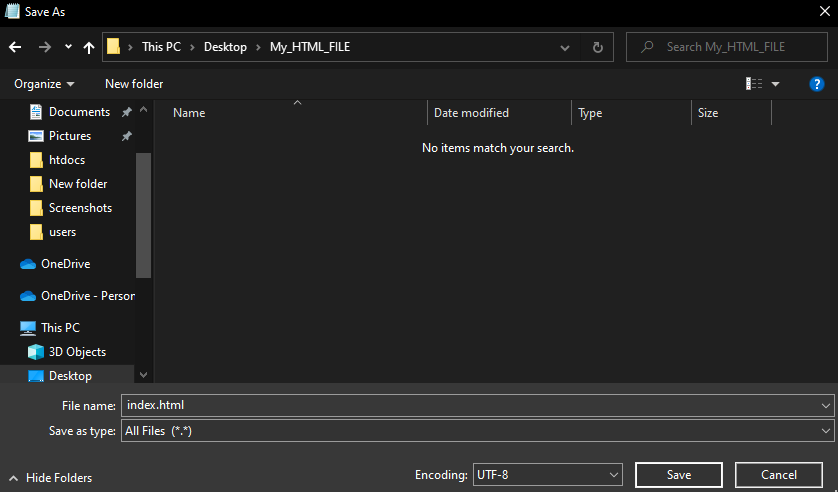 Save As
This PC Desktop My_HTML_FILE Search My_HTML_FILE
Organize New folder ?
Name Date modified Type Size
No items match your search.
Documents
Pictures
htdocs
New folder
Screenshots
users
OneDrive
OneDrive - Person
This PC
3D Objects
Desktop
File name: index.html
Save as type: All Files (*.*)
Hide Folders Encoding: UTF-8 Save Cancel